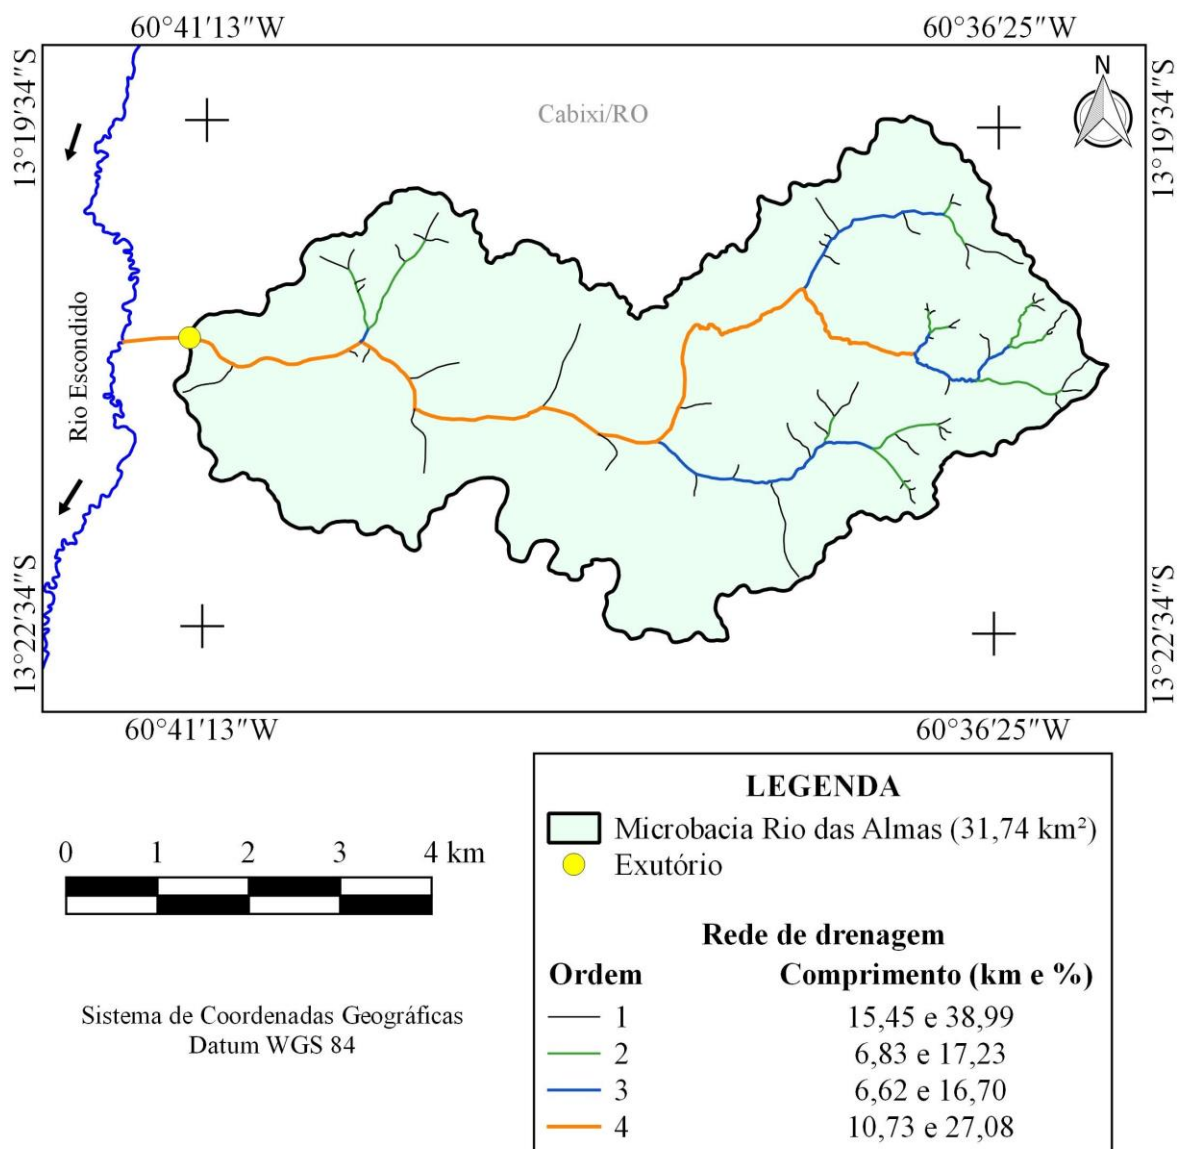 60°41'13"W 60°36'25"W
N
13°19'34"S 13°19'34"S
Cabixi/RO
Rio Escondido
13°22'34"S 13°22'34"S
60°41'13"W 60°36'25"W
0 1 2 3 4 km
Sistema de Coordenadas Geográficas
Datum WGS 84
LEGENDA
Microbacia Rio das Almas (31,74 km²)
Exutório
Rede de drenagem
Ordem Comprimento (km e %)
1 15,45 e 38,99
2 6,83 e 17,23
3 6,62 e 16,70
4 10,73 e 27,08